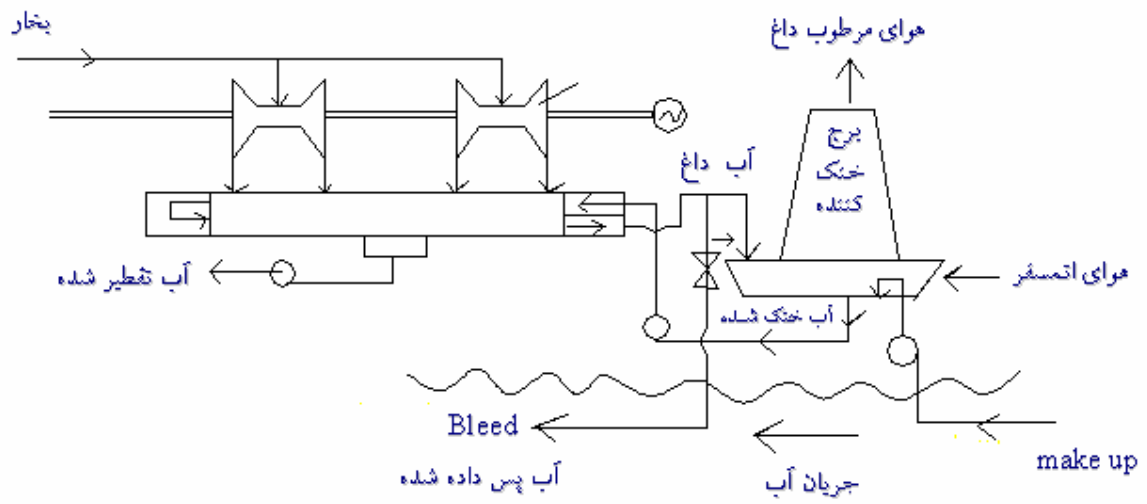 بخار
هوای مرطوب داغ
برج
خنک
کننده
آب داغ
هوای اتمسفر
آب تقطیر شده
آب خنک شده
Bleed
آب پس داده شده
جریان آب
make up